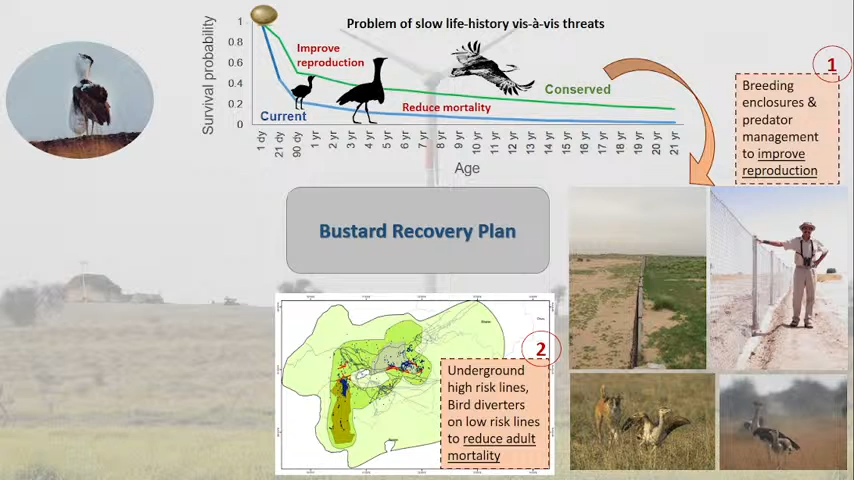 Problem of slow life-history vis-à-vis threats
Survival probability
1
0.8
0.6
0.4
0.2
0
Improve
reproduction
Reduce mortality
Conserved
Current
1 dy
21 dy
90 dy
1 yr
2 yr
3 yr
4 yr
5 yr
6 yr
7 yr
8 yr
9 yr
10 yr
11 yr
12 yr
13 yr
14 yr
15 yr
16 yr
17 yr
18 yr
19 yr
20 yr
21 yr
Age
1
Breeding
enclosures &
predator
management
to improve
reproduction
Bustard Recovery Plan
2
Underground
high risk lines,
Bird diverters
on low risk lines
to reduce adult
mortality